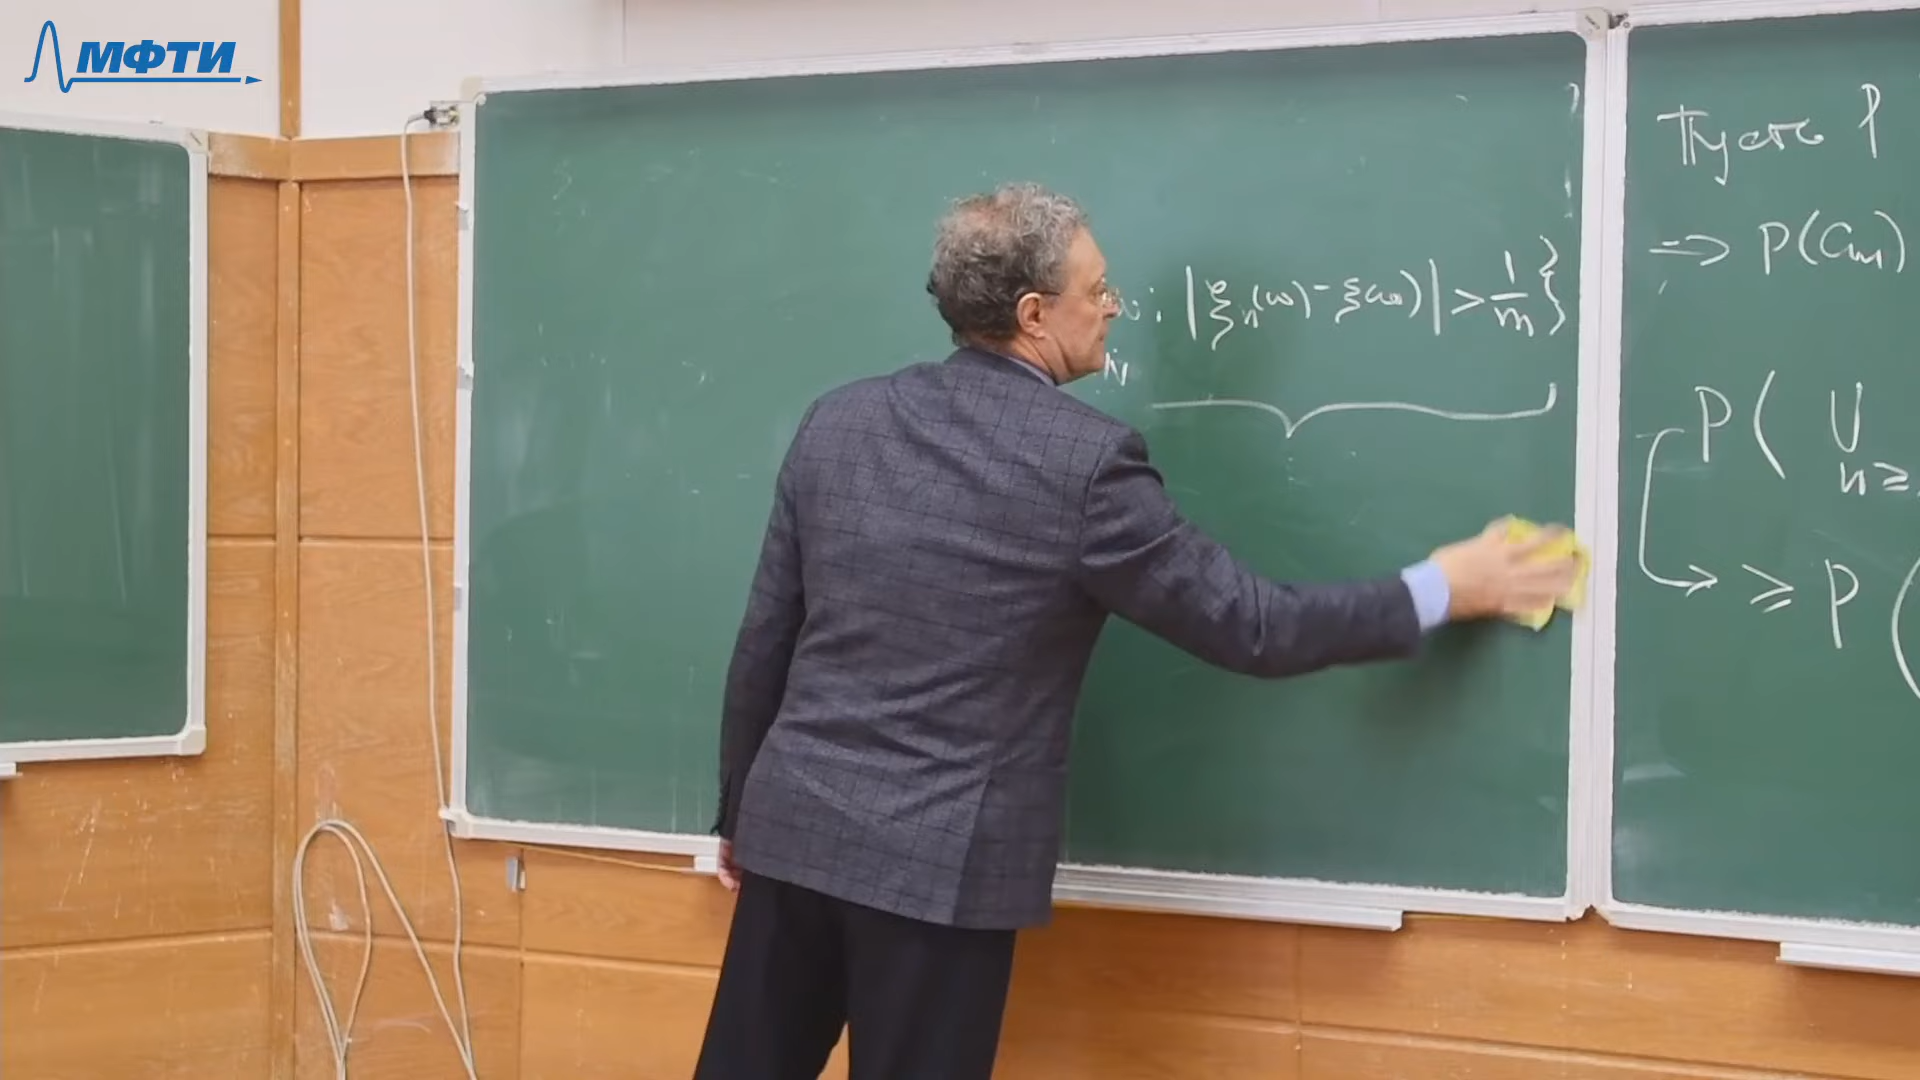 МФТИ
: |ξₙ(ω) - ξ(ω)| > 1/m}
Пусть P
⇒ P(Cₘ)
P( ∪
n ≥
≥ P (